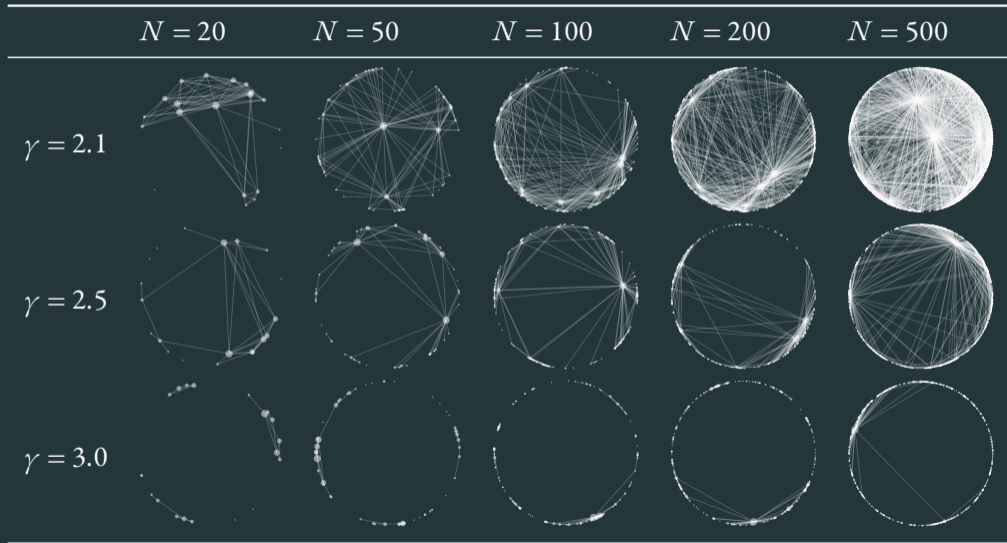 N = 20 N = 50 N = 100 N = 200 N = 500
γ = 2.1
γ = 2.5
γ = 3.0